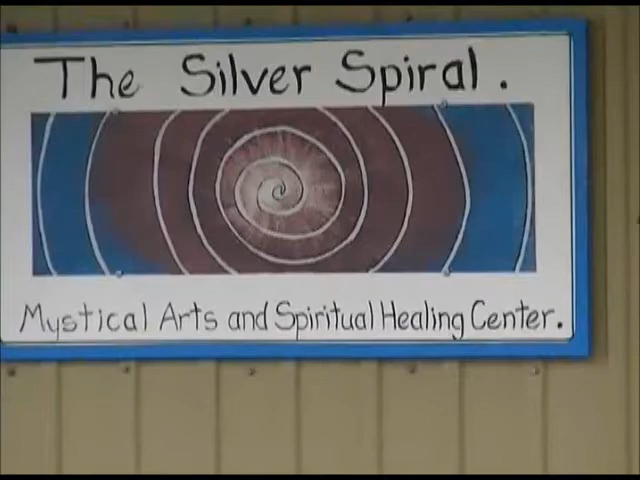 The Silver Spiral.
Mystical Arts and Spiritual Healing Center.